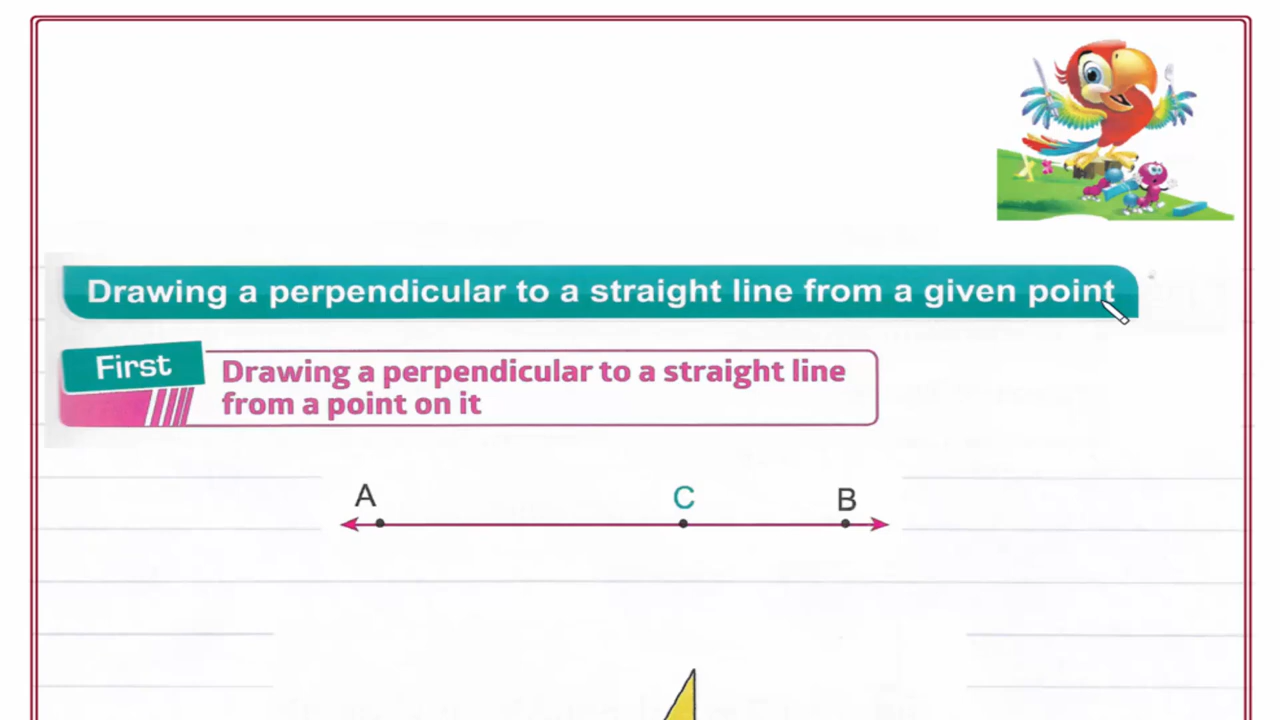 Drawing a perpendicular to a straight line from a given point
First
Drawing a perpendicular to a straight line
from a point on it
A C B